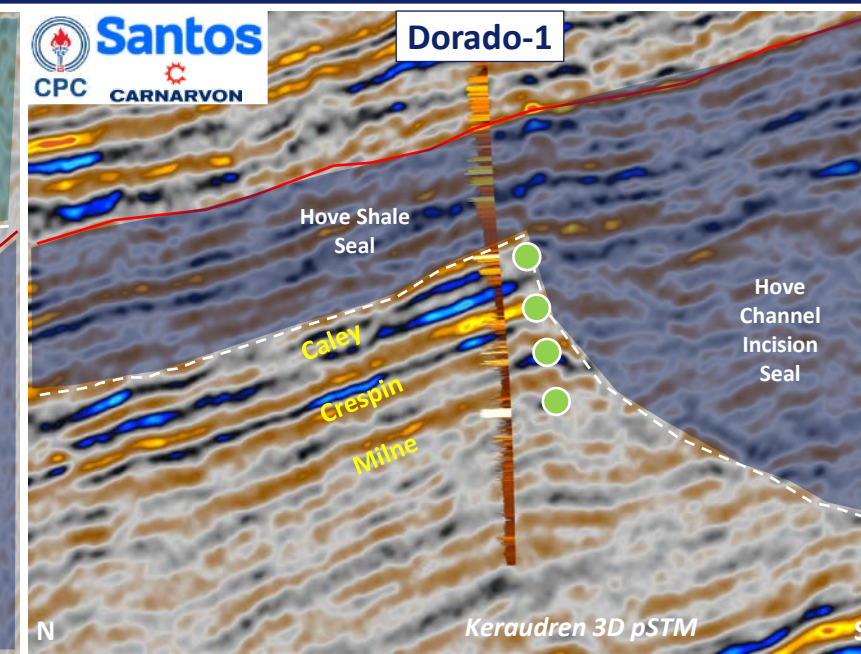 CPC
Santos
CARNARVON
Dorado-1
Hove Shale
Seal
Hove
Channel
Incision
Seal
Caley
Crespin
Milne
N
Keraudren 3D pSTM
S